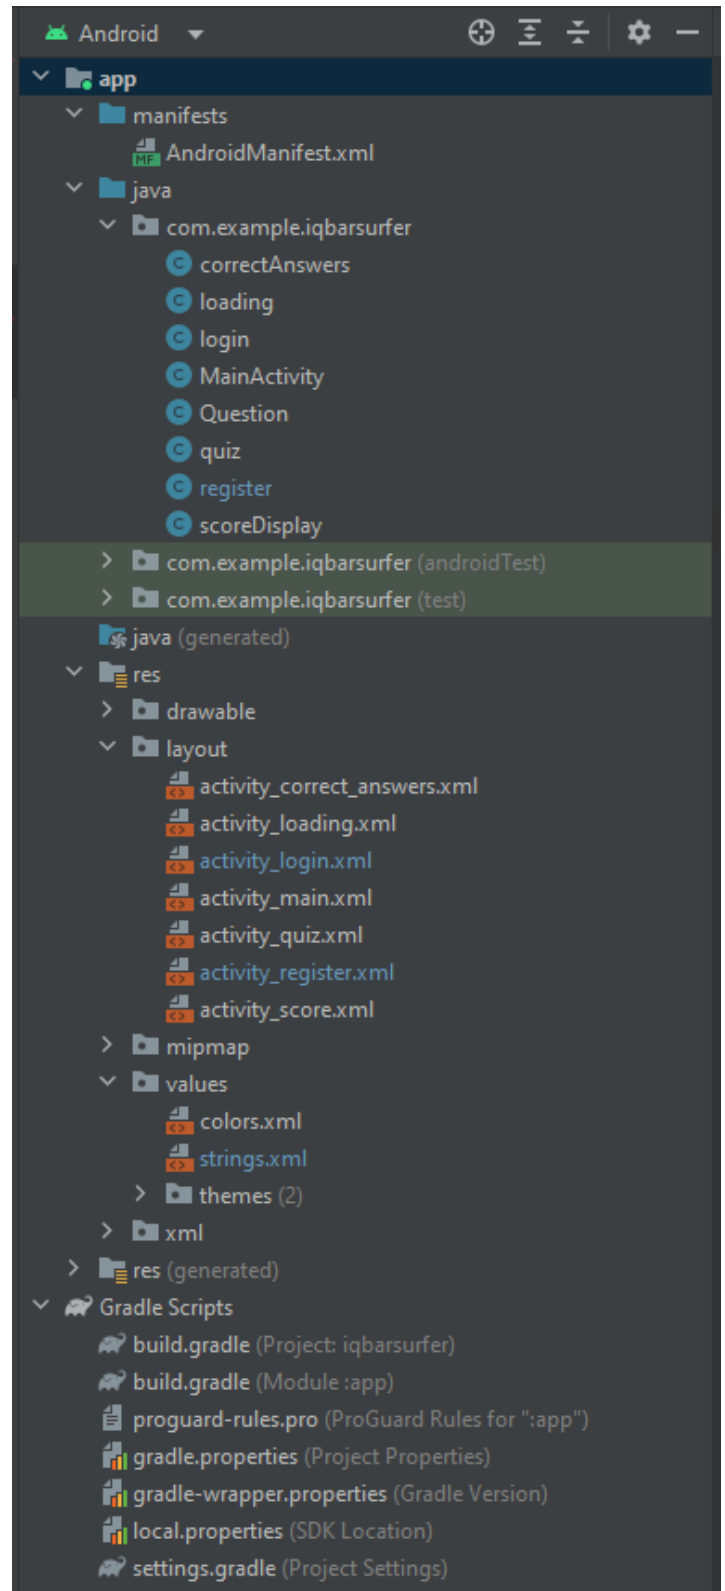 Android
app
manifests
MF AndroidManifest.xml
java
com.example.iqbarsurfer
C correctAnswers
C loading
C login
C MainActivity
C Question
C quiz
C register
C scoreDisplay
com.example.iqbarsurfer (androidTest)
com.example.iqbarsurfer (test)
java (generated)
res
drawable
layout
activity_correct_answers.xml
activity_loading.xml
activity_login.xml
activity_main.xml
activity_quiz.xml
activity_register.xml
activity_score.xml
mipmap
values
colors.xml
strings.xml
themes (2)
xml
res (generated)
Gradle Scripts
build.gradle (Project: iqbarsurfer)
build.gradle (Module :app)
proguard-rules.pro (ProGuard Rules for ":app")
gradle.properties (Project Properties)
gradle-wrapper.properties (Gradle Version)
local.properties (SDK Location)
settings.gradle (Project Settings)